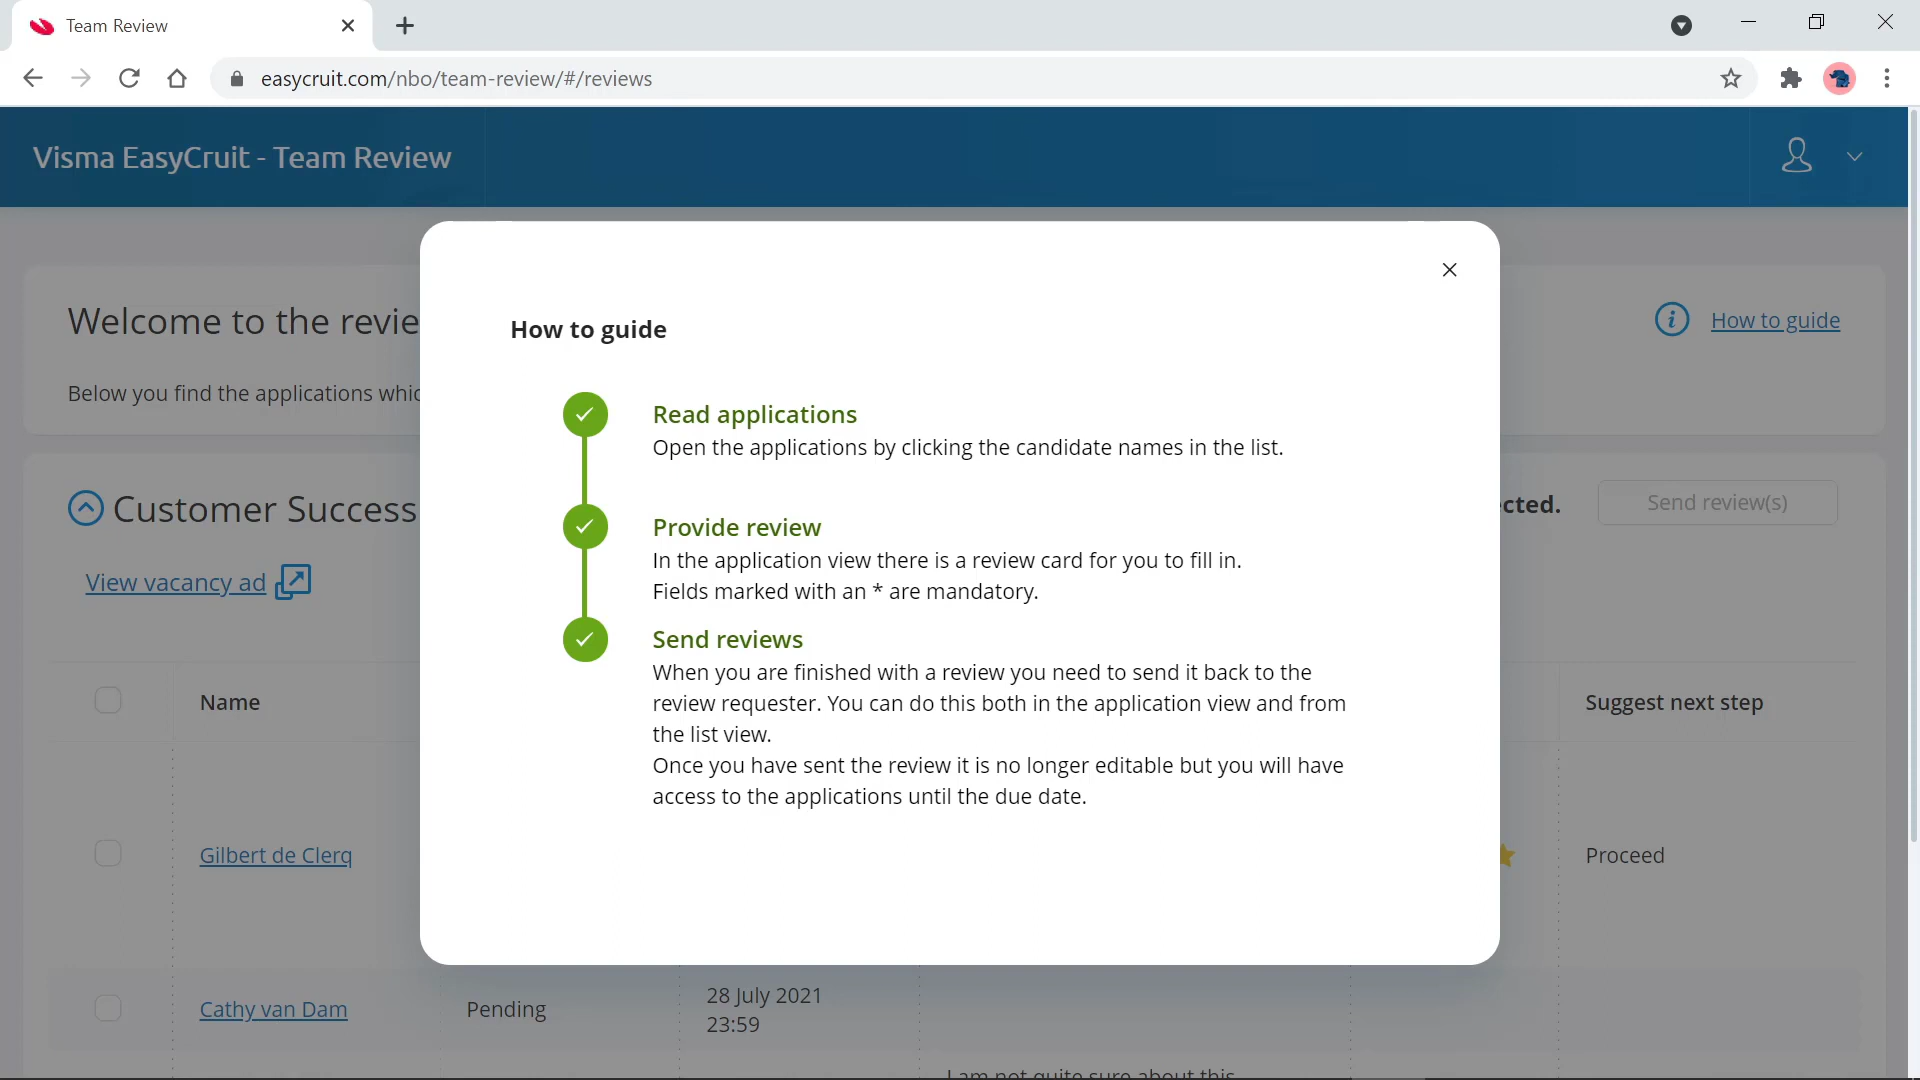 Team Review
easycruit.com/nbo/team-review/#/reviews
Visma EasyCruit - Team Review
Welcome to the revie
How to guide
Below you find the applications whic
How to guide
Read applications
Open the applications by clicking the candidate names in the list.
Customer Success
cted.
Send review(s)
Provide review
In the application view there is a review card for you to fill in.
Fields marked with an * are mandatory.
View vacancy ad
Send reviews
When you are finished with a review you need to send it back to the
review requester. You can do this both in the application view and from
the list view.
Once you have sent the review it is no longer editable but you will have
access to the applications until the due date.
Name
Suggest next step
Gilbert de Clerq
Proceed
Cathy van Dam
Pending
28 July 2021
23:59
I am not quite sure about this